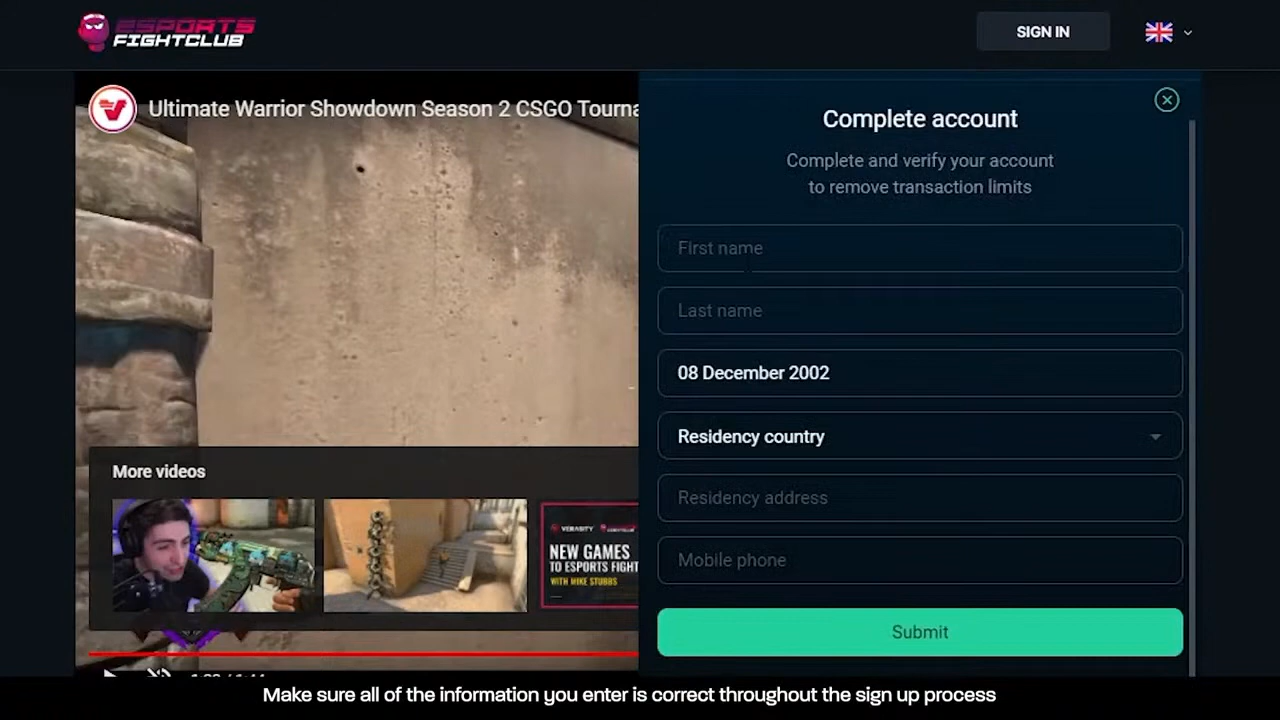 ESPORTS
FIGHTCLUB
SIGN IN
Ultimate Warrior Showdown Season 2 CSGO Tourna
Complete account
Complete and verify your account
to remove transaction limits
First name
Last name
08 December 2002
Residency country
Residency address
Mobile phone
Submit
More videos
VERASITY
NEW GAMES
TO ESPORTS FIGHT
WITH MIKE STUBBS
Make sure all of the information you enter is correct throughout the sign up process